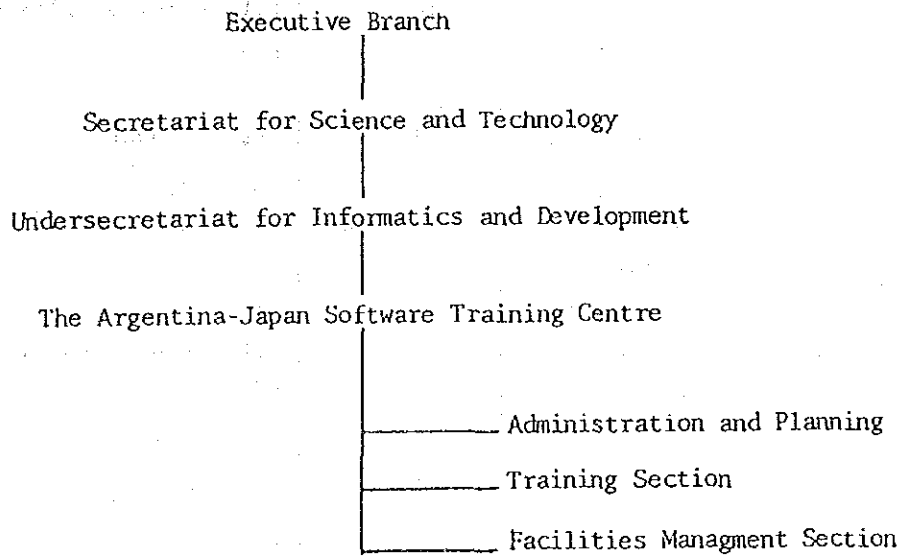 Executive Branch
Secretariat for Science and Technology
Undersecretariat for Informatics and Development
The Argentina-Japan Software Training Centre
Administration and Planning
Training Section
Facilities Managment Section